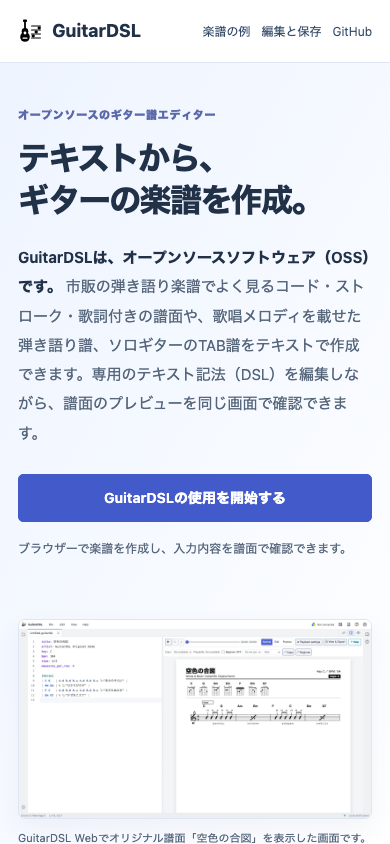 GuitarDSL
楽譜の例 編集と保存 GitHub
オープンソースのギター譜エディター
テキストから、
ギターの楽譜を作成。
GuitarDSLは、オープンソースソフトウェア（OSS）
です。 市販の弾き語り楽譜でよく見るコード・スト
ローク・歌詞付きの譜面や、歌唱メロディを載せた
弾き語り譜、ソロギターのTAB譜をテキストで作成
できます。専用のテキスト記法（DSL）を編集しな
がら、譜面のプレビューを同じ画面で確認できま
す。
GuitarDSLの使用を開始する
ブラウザーで楽譜を作成し、入力内容を譜面で確認できます。
空色の合図
GuitarDSL Webでオリジナル譜面「空色の合図」を表示した画面です。